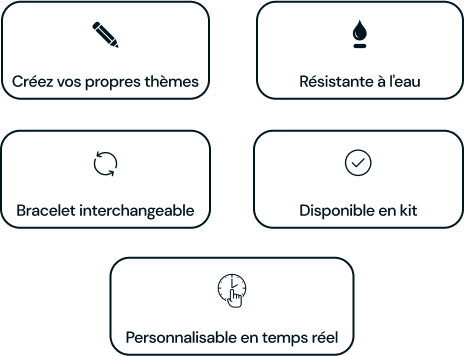 Créez vos propres thèmes
Résistante à l'eau
Bracelet interchangeable
Disponible en kit
Personnalisable en temps réel